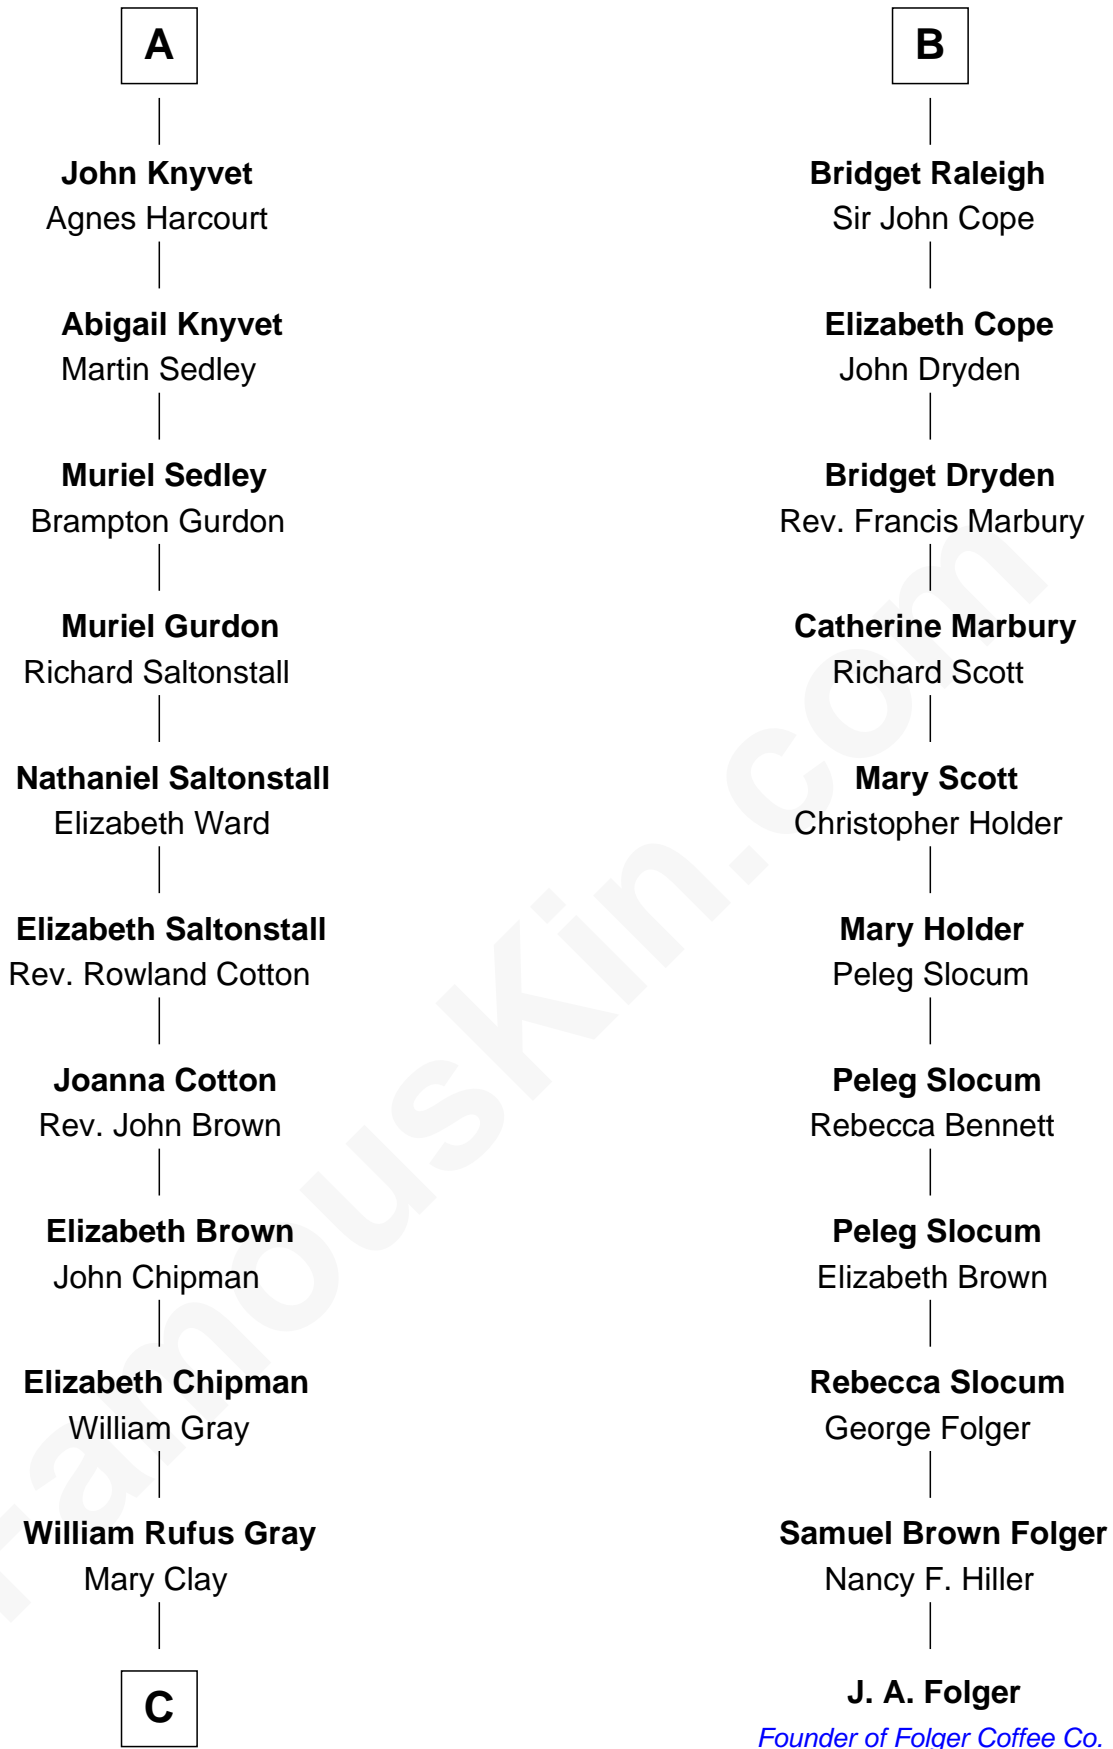 A
John Knyvet
Agnes Harcourt
Abigail Knyvet
Martin Sedley
Muriel Sedley
Brampton Gurdon
Muriel Gurdon
Richard Saltonstall
Nathaniel Saltonstall
Elizabeth Ward
Elizabeth Saltonstall
Rev. Rowland Cotton
Joanna Cotton
Rev. John Brown
Elizabeth Brown
John Chipman
Elizabeth Chipman
William Gray
William Rufus Gray
Mary Clay
C
B
Bridget Raleigh
Sir John Cope
Elizabeth Cope
John Dryden
Bridget Dryden
Rev. Francis Marbury
Catherine Marbury
Richard Scott
Mary Scott
Christopher Holder
Mary Holder
Peleg Slocum
Peleg Slocum
Rebecca Bennett
Peleg Slocum
Elizabeth Brown
Rebecca Slocum
George Folger
Samuel Brown Folger
Nancy F. Hiller
J. A. Folger
Founder of Folger Coffee Co.
FamousKin.com